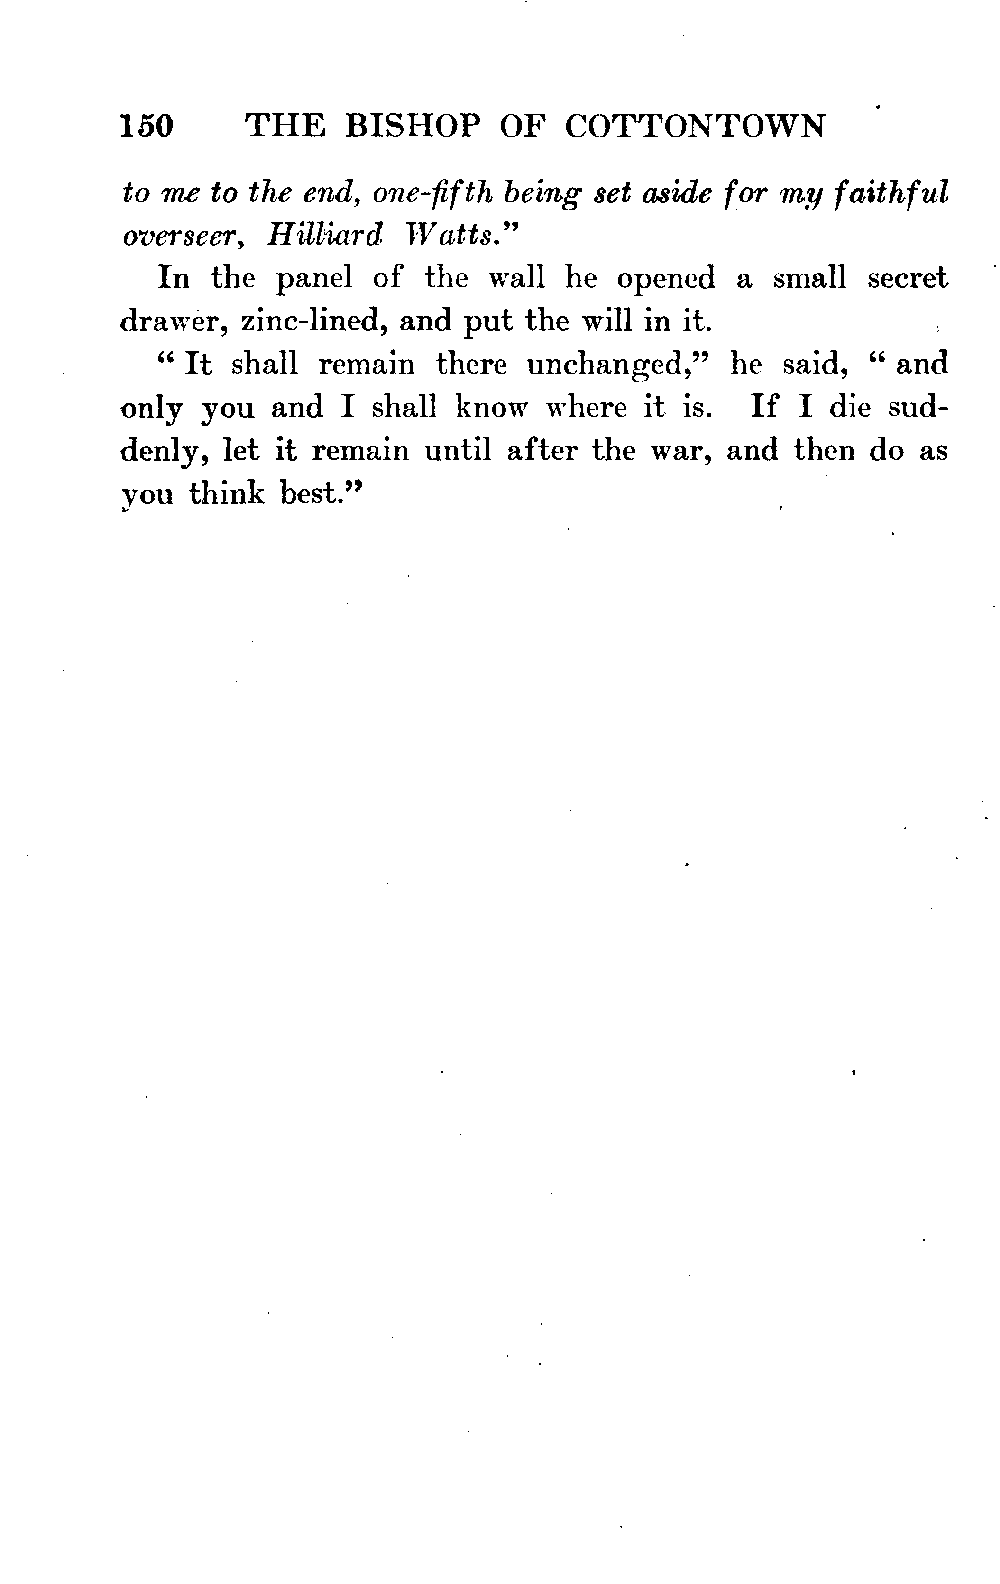 150 THE BISHOP OF COTTONTOWN
to me to the end, one-fifth being set aside for my faithful
overseer, Hilliard Watts."
In the panel of the wall he opened a small secret
drawer, zinc-lined, and put the will in it.
"It shall remain there unchanged," he said, "and
only you and I shall know where it is. If I die sud-
denly, let it remain until after the war, and then do as
you think best."